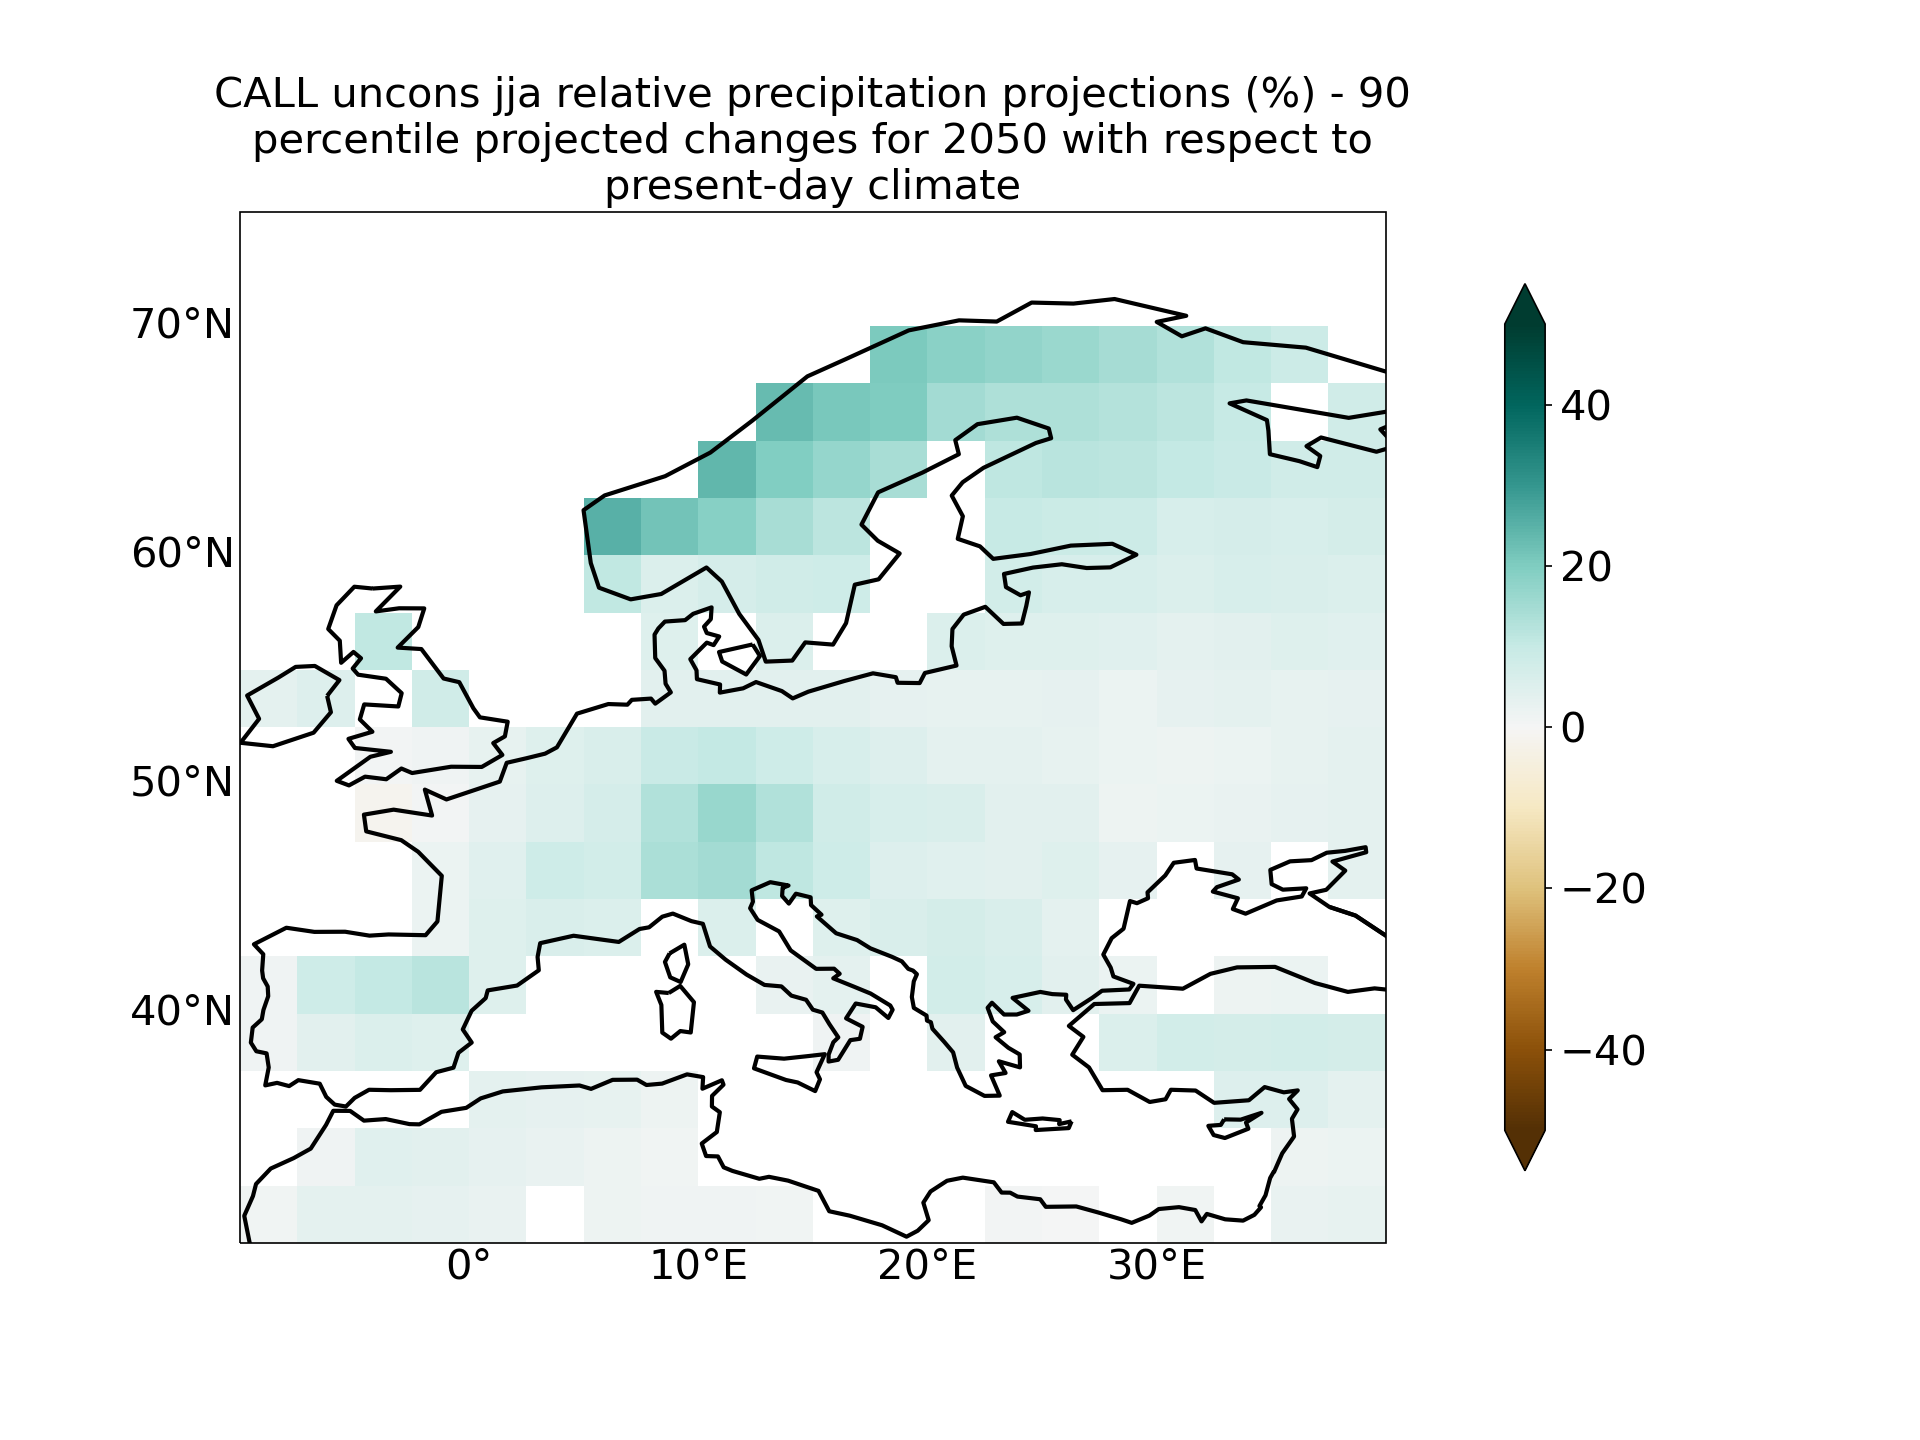 CALL uncons jja relative precipitation projections (%) - 90
percentile projected changes for 2050 with respect to
present-day climate
70°N
60°N
50°N
40°N
0°
10°E
20°E
30°E
40
20
0
−20
−40